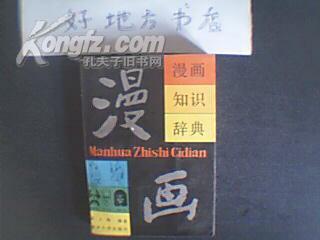 好地方书店
Kongfz.com
孔夫子旧书网
漫画
漫画
知识
辞典
Manhua Zhishi Cidian